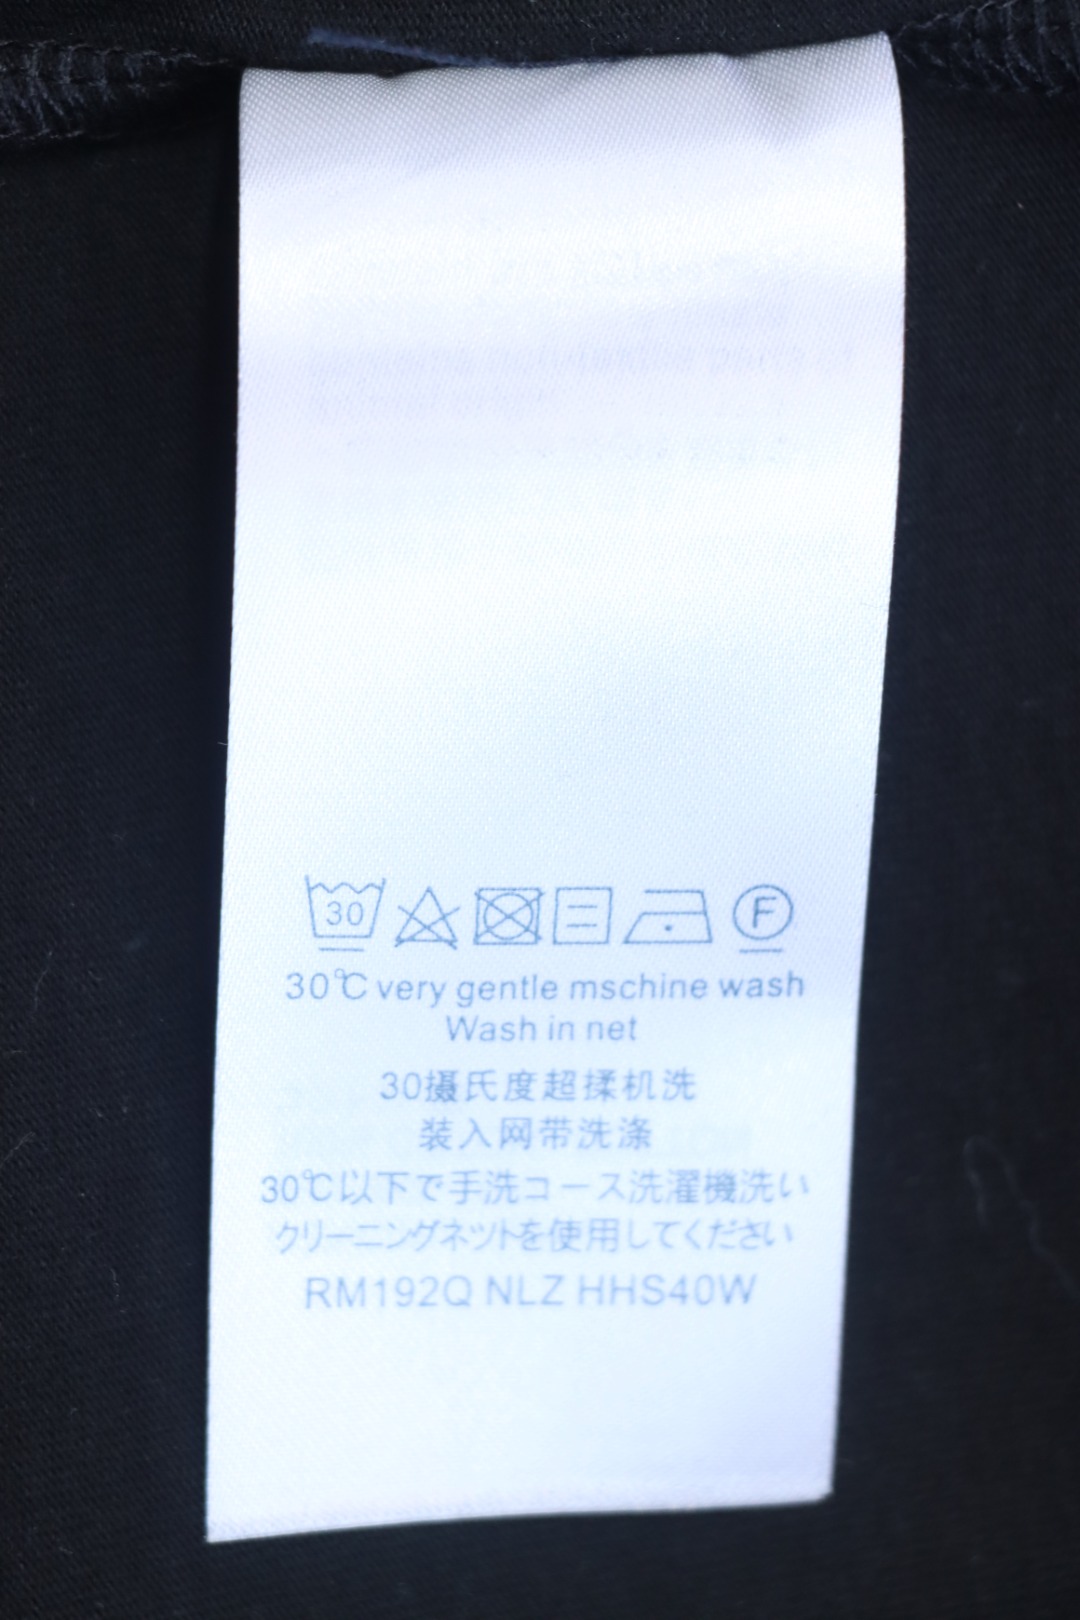 30
F
30℃ very gentle mschine wash
Wash in net
30摄氏度超揉机洗
装入网带洗涤
30℃以下で手洗コース洗濯機洗い
クリーニングネットを使用してください
RM192Q NLZ HHS40W